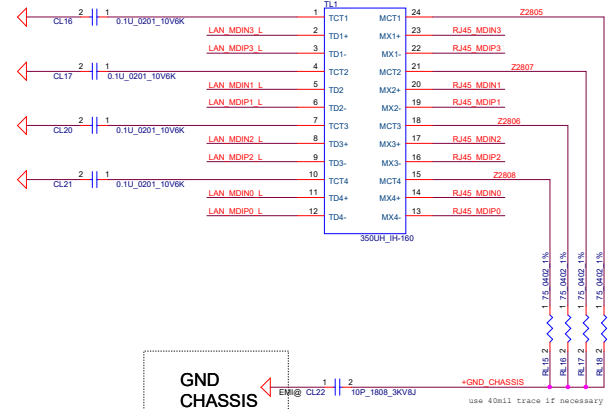 TL1
2 1 1 TCT1 MCT1 24 Z2805
CL16 0.1U_0201_10V6K
LAN_MDIN3_L 2 TD1+ MX1+ 23 RJ45_MDIN3
LAN_MDIP3_L 3 TD1- MX1- 22 RJ45_MDIP3
2 1 4 TCT2 MCT2 21 Z2807
CL17 0.1U_0201_10V6K
LAN_MDIN1_L 5 TD2 MX2+ 20 RJ45_MDIN1
LAN_MDIP1_L 6 TD2- MX2- 19 RJ45_MDIP1
2 1 7 TCT3 MCT3 18 Z2806
CL20 0.1U_0201_10V6K
LAN_MDIN2_L 8 TD3+ MX3+ 17 RJ45_MDIN2
LAN_MDIP2_L 9 TD3- MX3- 16 RJ45_MDIP2
2 1 10 TCT4 MCT4 15 Z2808
CL21 0.1U_0201_10V6K
LAN_MDIN0_L 11 TD4+ MX4+ 14 RJ45_MDIN0
LAN_MDIP0_L 12 TD4- MX4- 13 RJ45_MDIP0
350UH_IH-160
RL15 2 1 75_0402_1%
RL16 2 1 75_0402_1%
RL17 2 1 75_0402_1%
RL18 2 1 75_0402_1%
GND
CHASSIS
1 2 +GND_CHASSIS
EMI@ CL22 10P_1808_3KV8J
use 40mil trace if necessary